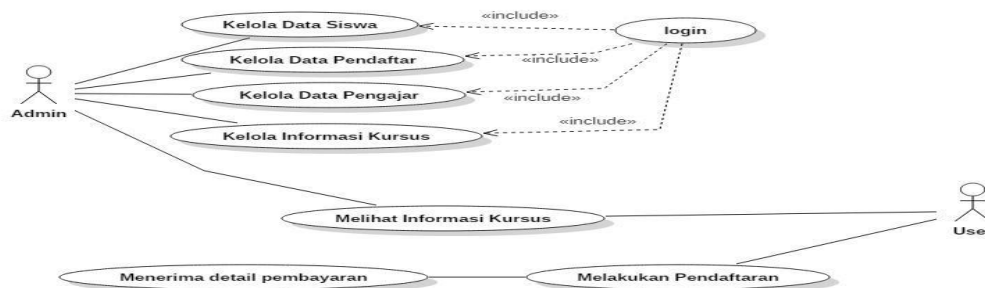 Kelola Data Siswa
«include»
login
Kelola Data Pendaftar
«include»
Kelola Data Pengajar
«include»
Admin
«include»
Kelola Informasi Kursus
Melihat Informasi Kursus
Use
Menerima detail pembayaran
Melakukan Pendaftaran